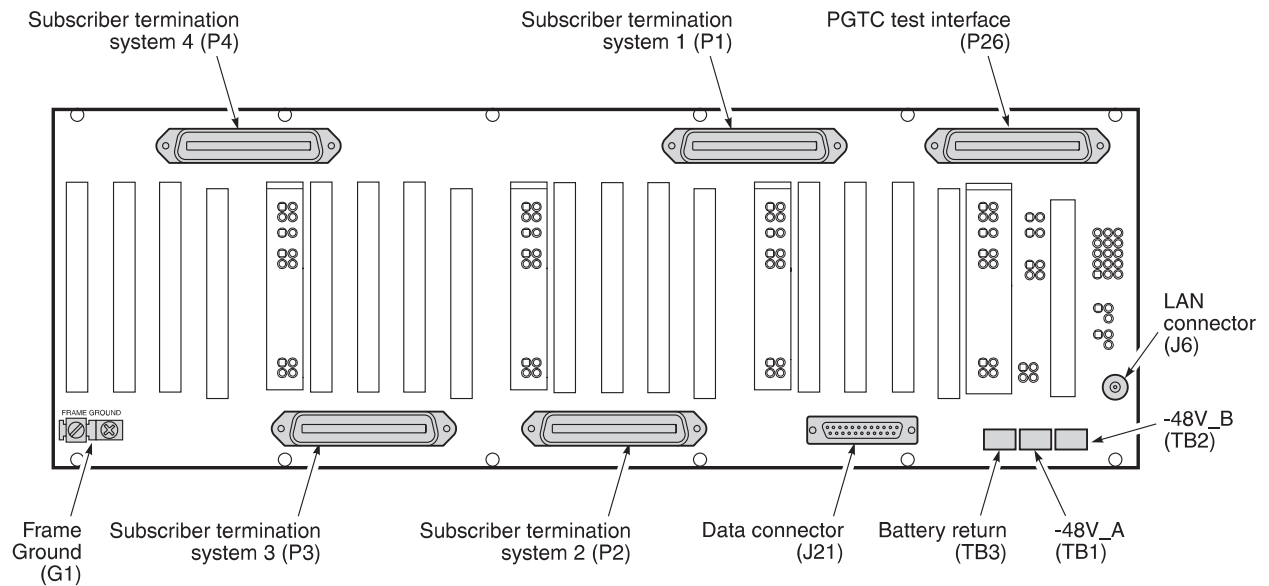 Subscriber termination
system 4 (P4)
Subscriber termination
system 1 (P1)
PGTC test interface
(P26)
LAN
connector
(J6)
FRAME GROUND
-48V_B
(TB2)
Frame
Ground
(G1)
Subscriber termination
system 3 (P3)
Subscriber termination
system 2 (P2)
Data connector
(J21)
Battery return
(TB3)
-48V_A
(TB1)